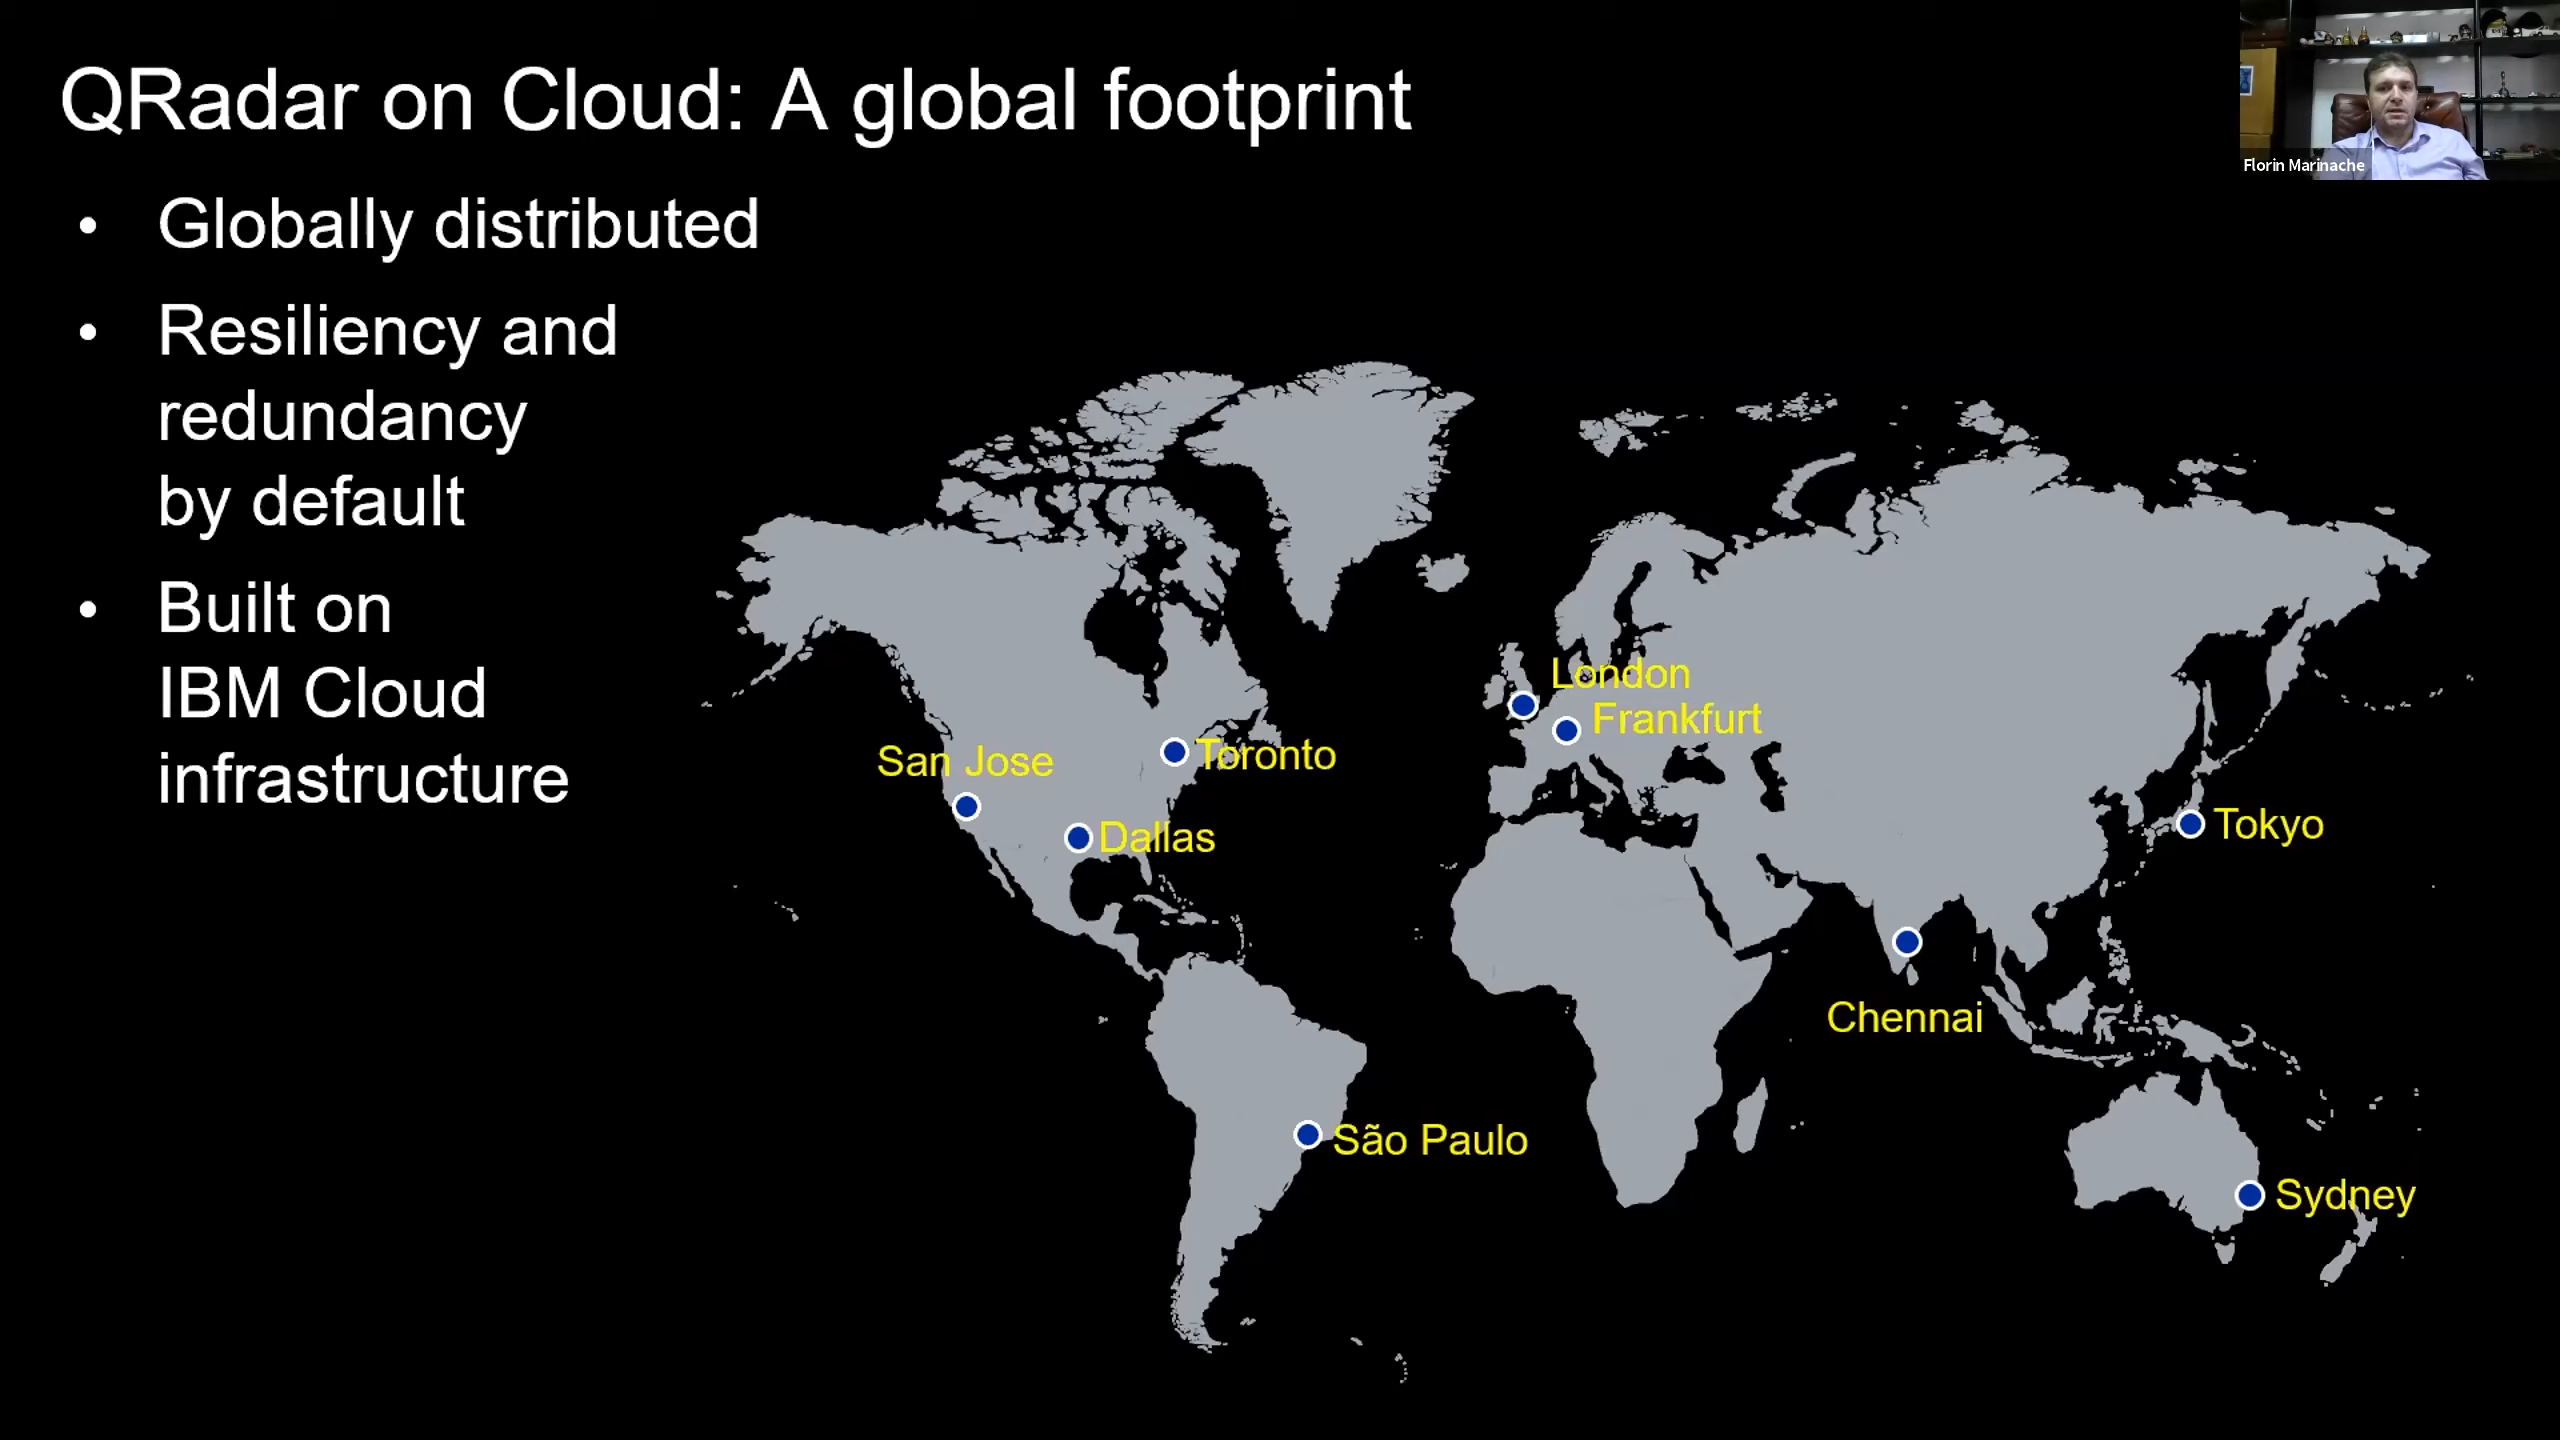 QRadar on Cloud: A global footprint
Florin Marinache
• Globally distributed
• Resiliency and
redundancy
by default
• Built on
IBM Cloud
infrastructure
London
Frankfurt
San Jose
Toronto
Dallas
Tokyo
Chennai
São Paulo
Sydney